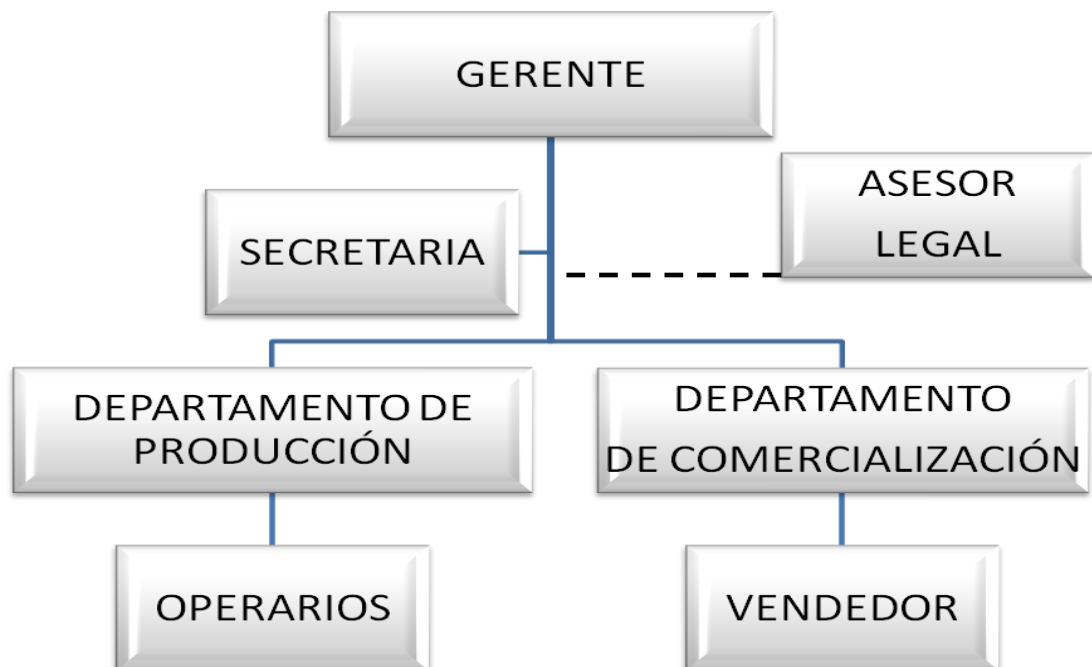 GERENTE
ASESOR
LEGAL
SECRETARIA
DEPARTAMENTO DE
PRODUCCIÓN
DEPARTAMENTO
DE COMERCIALIZACIÓN
OPERARIOS
VENDEDOR